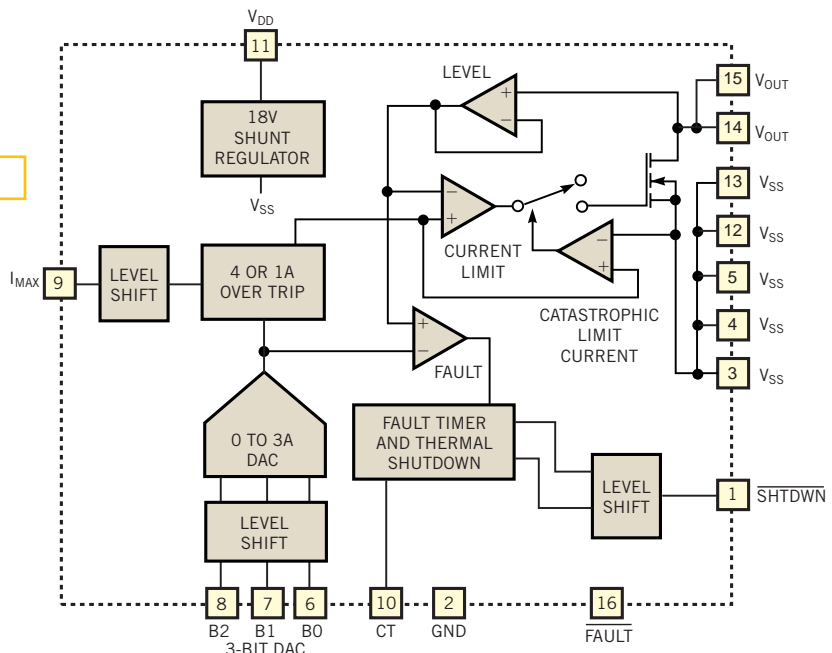 VDD
11
18V
SHUNT
REGULATOR
VSS
LEVEL
+
−
15 VOUT
14 VOUT
13 VSS
12 VSS
5 VSS
4 VSS
3 VSS
−
+
CURRENT
LIMIT
−
+
CATASTROPHIC
LIMIT
CURRENT
IMAX 9
LEVEL
SHIFT
4 OR 1A
OVER TRIP
+
−
FAULT
0 TO 3A
DAC
FAULT TIMER
AND THERMAL
SHUTDOWN
LEVEL
SHIFT
1 SHTDWN
LEVEL
SHIFT
8 7 6 10 2 16
B2 B1 B0 CT GND FAULT
3-BIT DAC